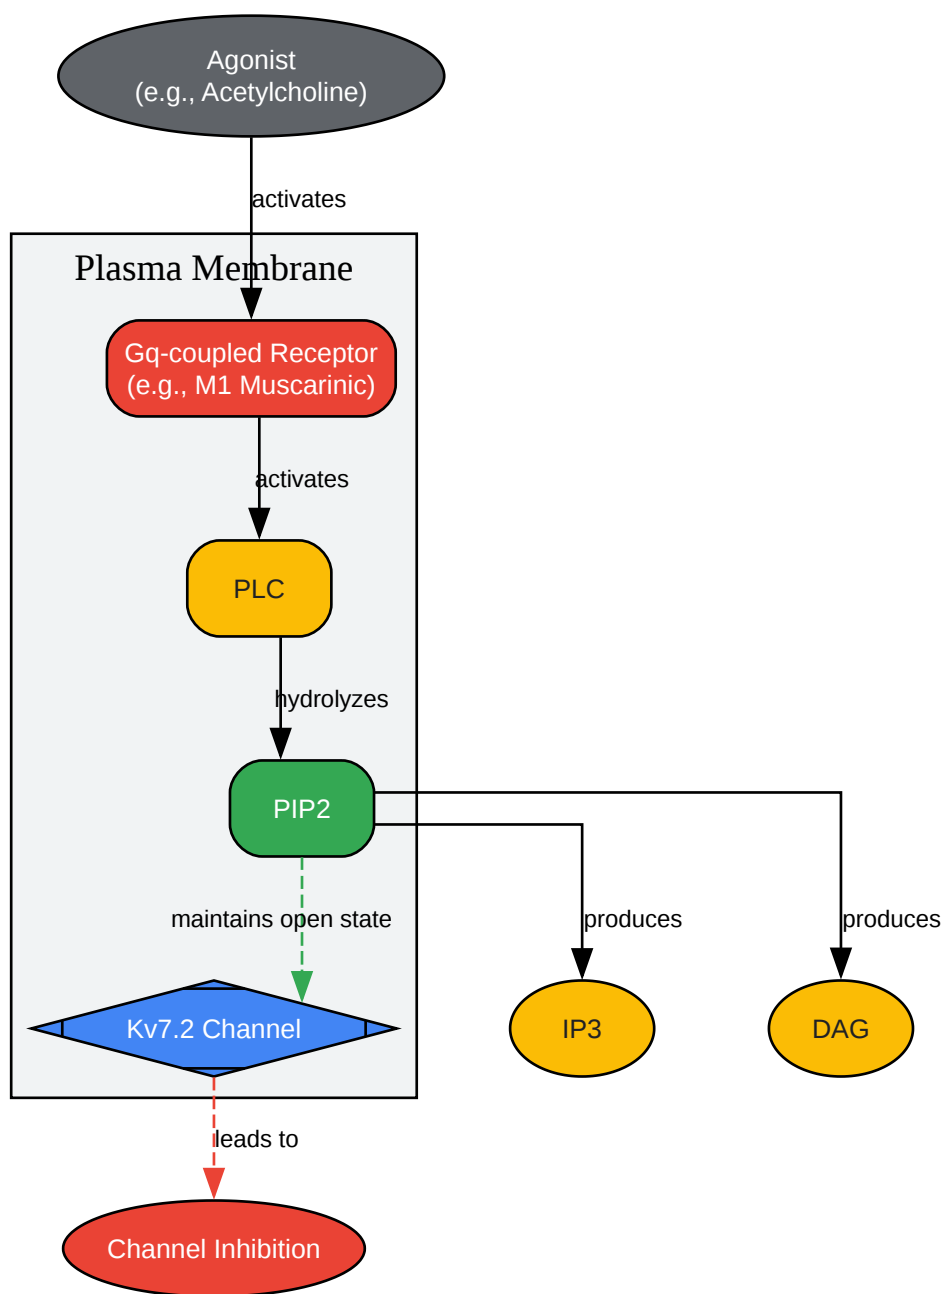 Agonist
(e.g., Acetylcholine)
activates
Plasma Membrane
Gq-coupled Receptor
(e.g., M1 Muscarinic)
activates
PLC
hydrolyzes
PIP2
maintains open state
produces
produces
Kv7.2 Channel
IP3
DAG
leads to
Channel Inhibition